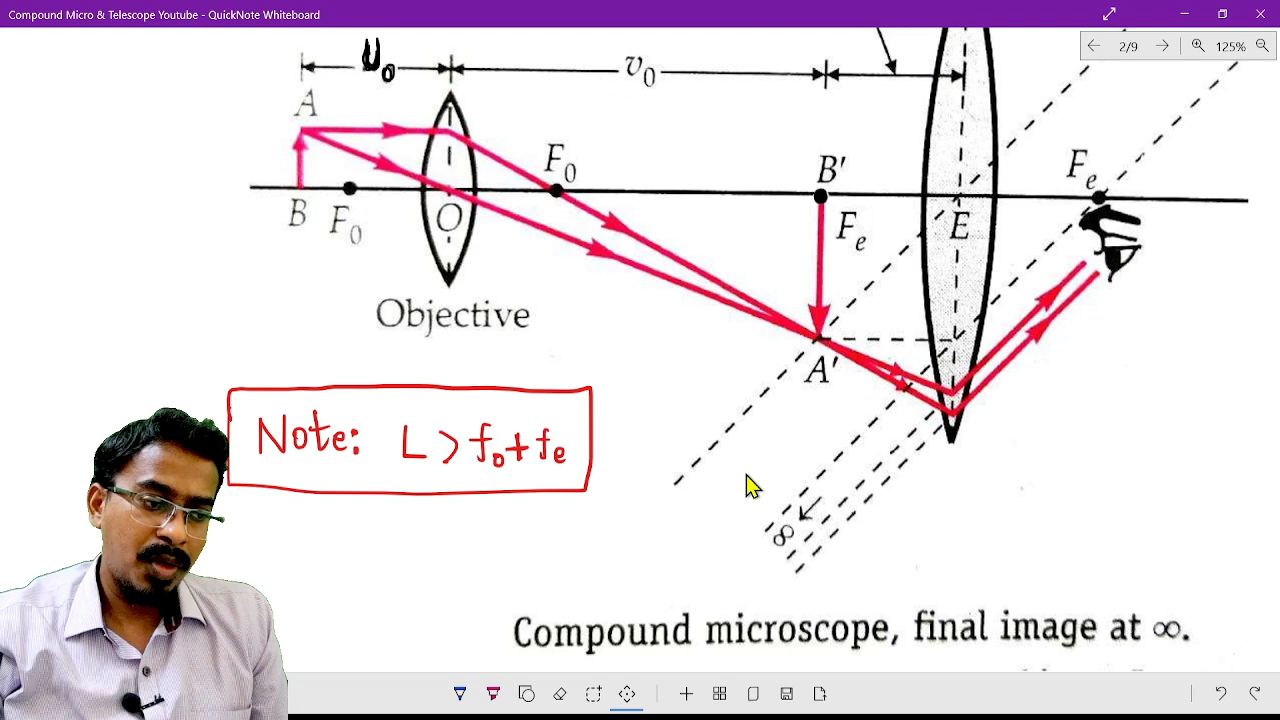 Compound Micro & Telescope Youtube - QuickNote Whiteboard
2/9
125%
U₀
v₀
A
B
F₀
O
F₀
B'
Fₑ
E
Fₑ
Objective
A'
Note: L > f₀ + fₑ
∞
Compound microscope, final image at ∞.